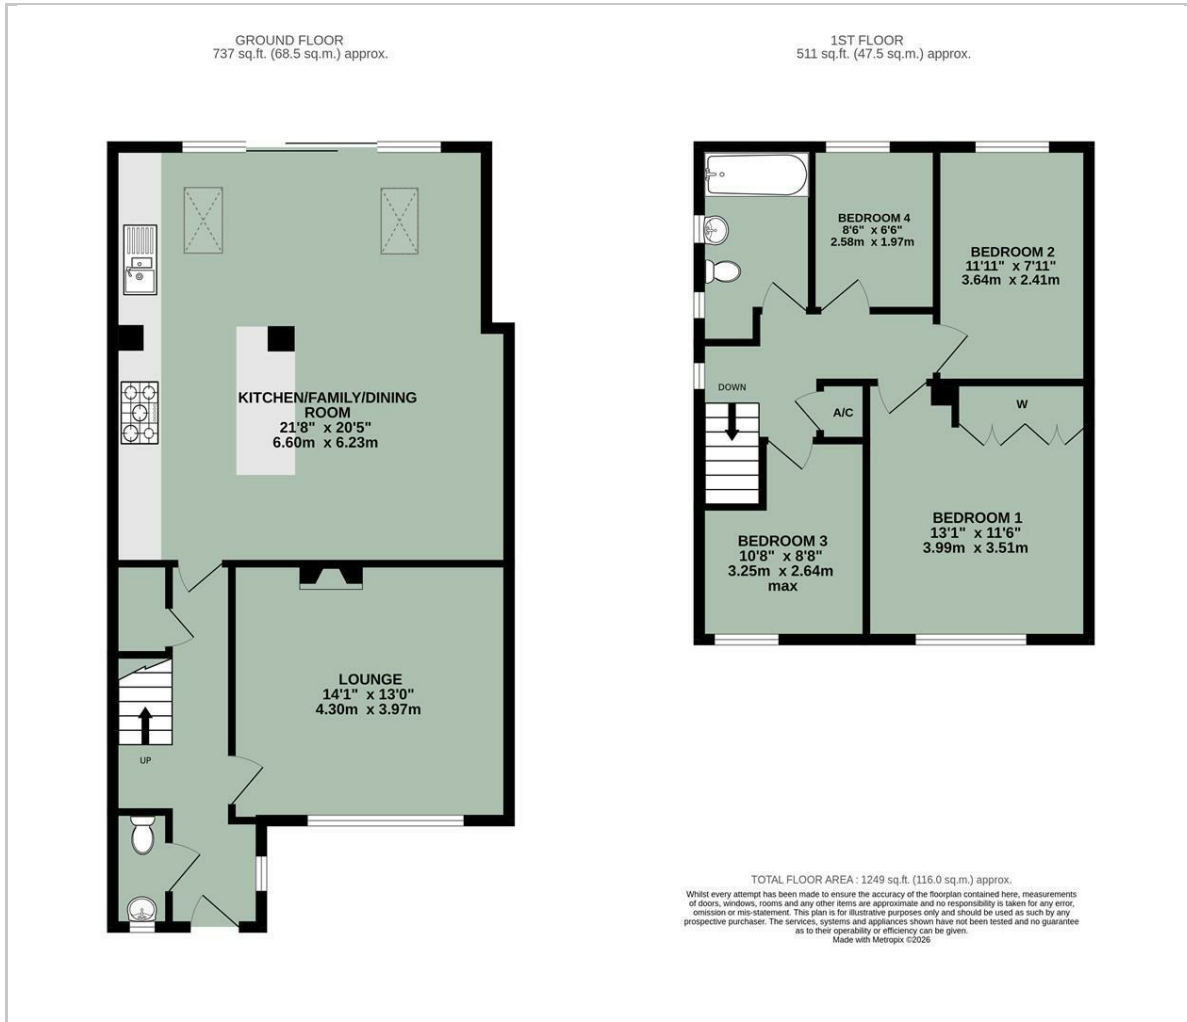 GROUND FLOOR
737 sq.ft. (68.5 sq.m.) approx.
KITCHEN/FAMILY/DINING
ROOM
21'8" x 20'5"
6.60m x 6.23m
LOUNGE
14'1" x 13'0"
4.30m x 3.97m
UP
1ST FLOOR
511 sq.ft. (47.5 sq.m.) approx.
BEDROOM 4
8'6" x 6'6"
2.58m x 1.97m
BEDROOM 2
11'11" x 7'11"
3.64m x 2.41m
DOWN
A/C
W
BEDROOM 1
13'1" x 11'6"
3.99m x 3.51m
BEDROOM 3
10'8" x 8'8"
3.25m x 2.64m
max
TOTAL FLOOR AREA : 1249 sq.ft. (116.0 sq.m.) approx.
Whilst every attempt has been made to ensure the accuracy of the floorplan contained here, measurements
of doors, windows, rooms and any other items are approximate and no responsibility is taken for any error,
omission or mis-statement. This plan is for illustrative purposes only and should be used as such by any
prospective purchaser. The services, systems and appliances shown have not been tested and no guarantee
as to their operability or efficiency can be given.
Made with Metropix ©2026